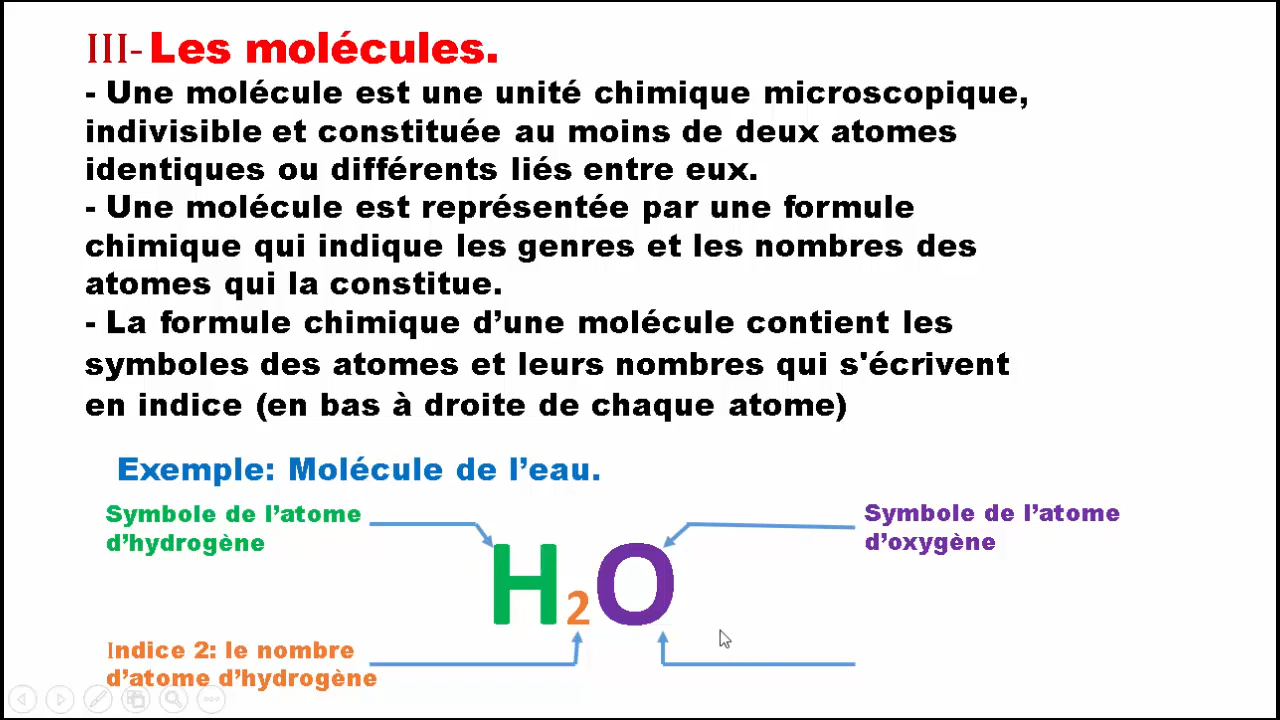 III- Les molécules.
- Une molécule est une unité chimique microscopique,
indivisible et constituée au moins de deux atomes
identiques ou différents liés entre eux.
- Une molécule est représentée par une formule
chimique qui indique les genres et les nombres des
atomes qui la constitue.
- La formule chimique d’une molécule contient les
symboles des atomes et leurs nombres qui s'écrivent
en indice (en bas à droite de chaque atome)
Exemple: Molécule de l’eau.
Symbole de l’atome
d’hydrogène
Symbole de l’atome
d’oxygène
H₂O
Indice 2: le nombre
d’atome d’hydrogène